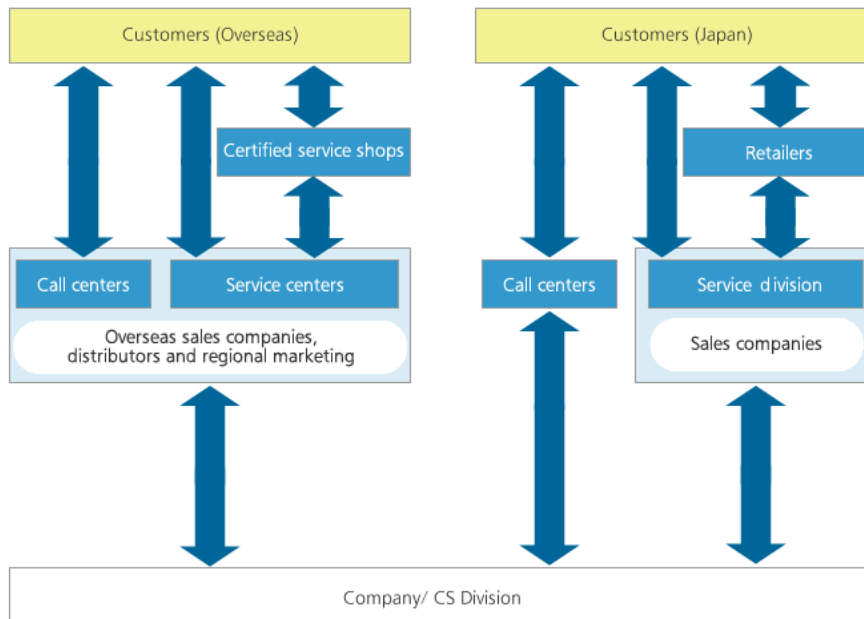 Customers (Overseas)
Customers (Japan)
Certified service shops
Retailers
Call centers
Service centers
Call centers
Service division
Overseas sales companies,
distributors and regional marketing
Sales companies
Company/ CS Division